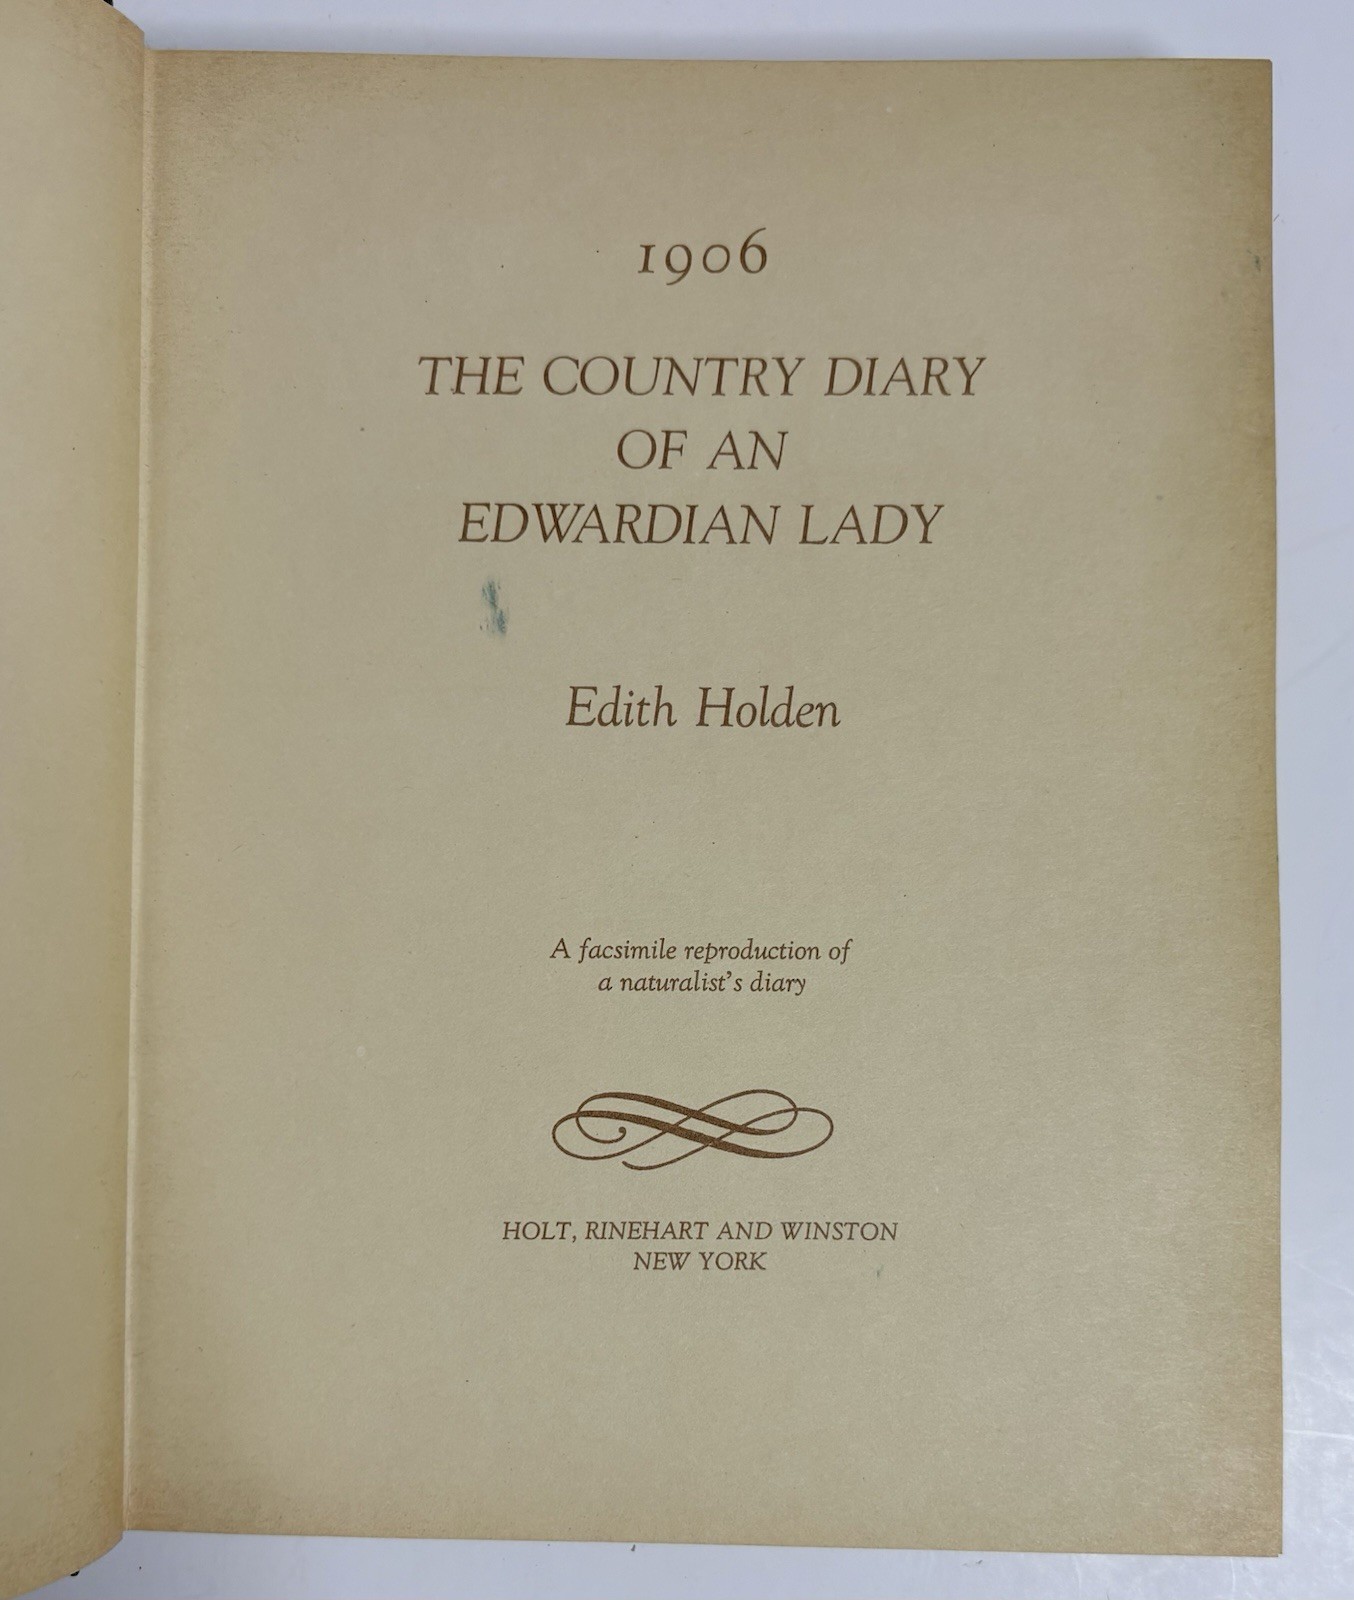 1906
THE COUNTRY DIARY
OF AN
EDWARDIAN LADY
Edith Holden
A facsimile reproduction of
a naturalist's diary
HOLT, RINEHART AND WINSTON
NEW YORK